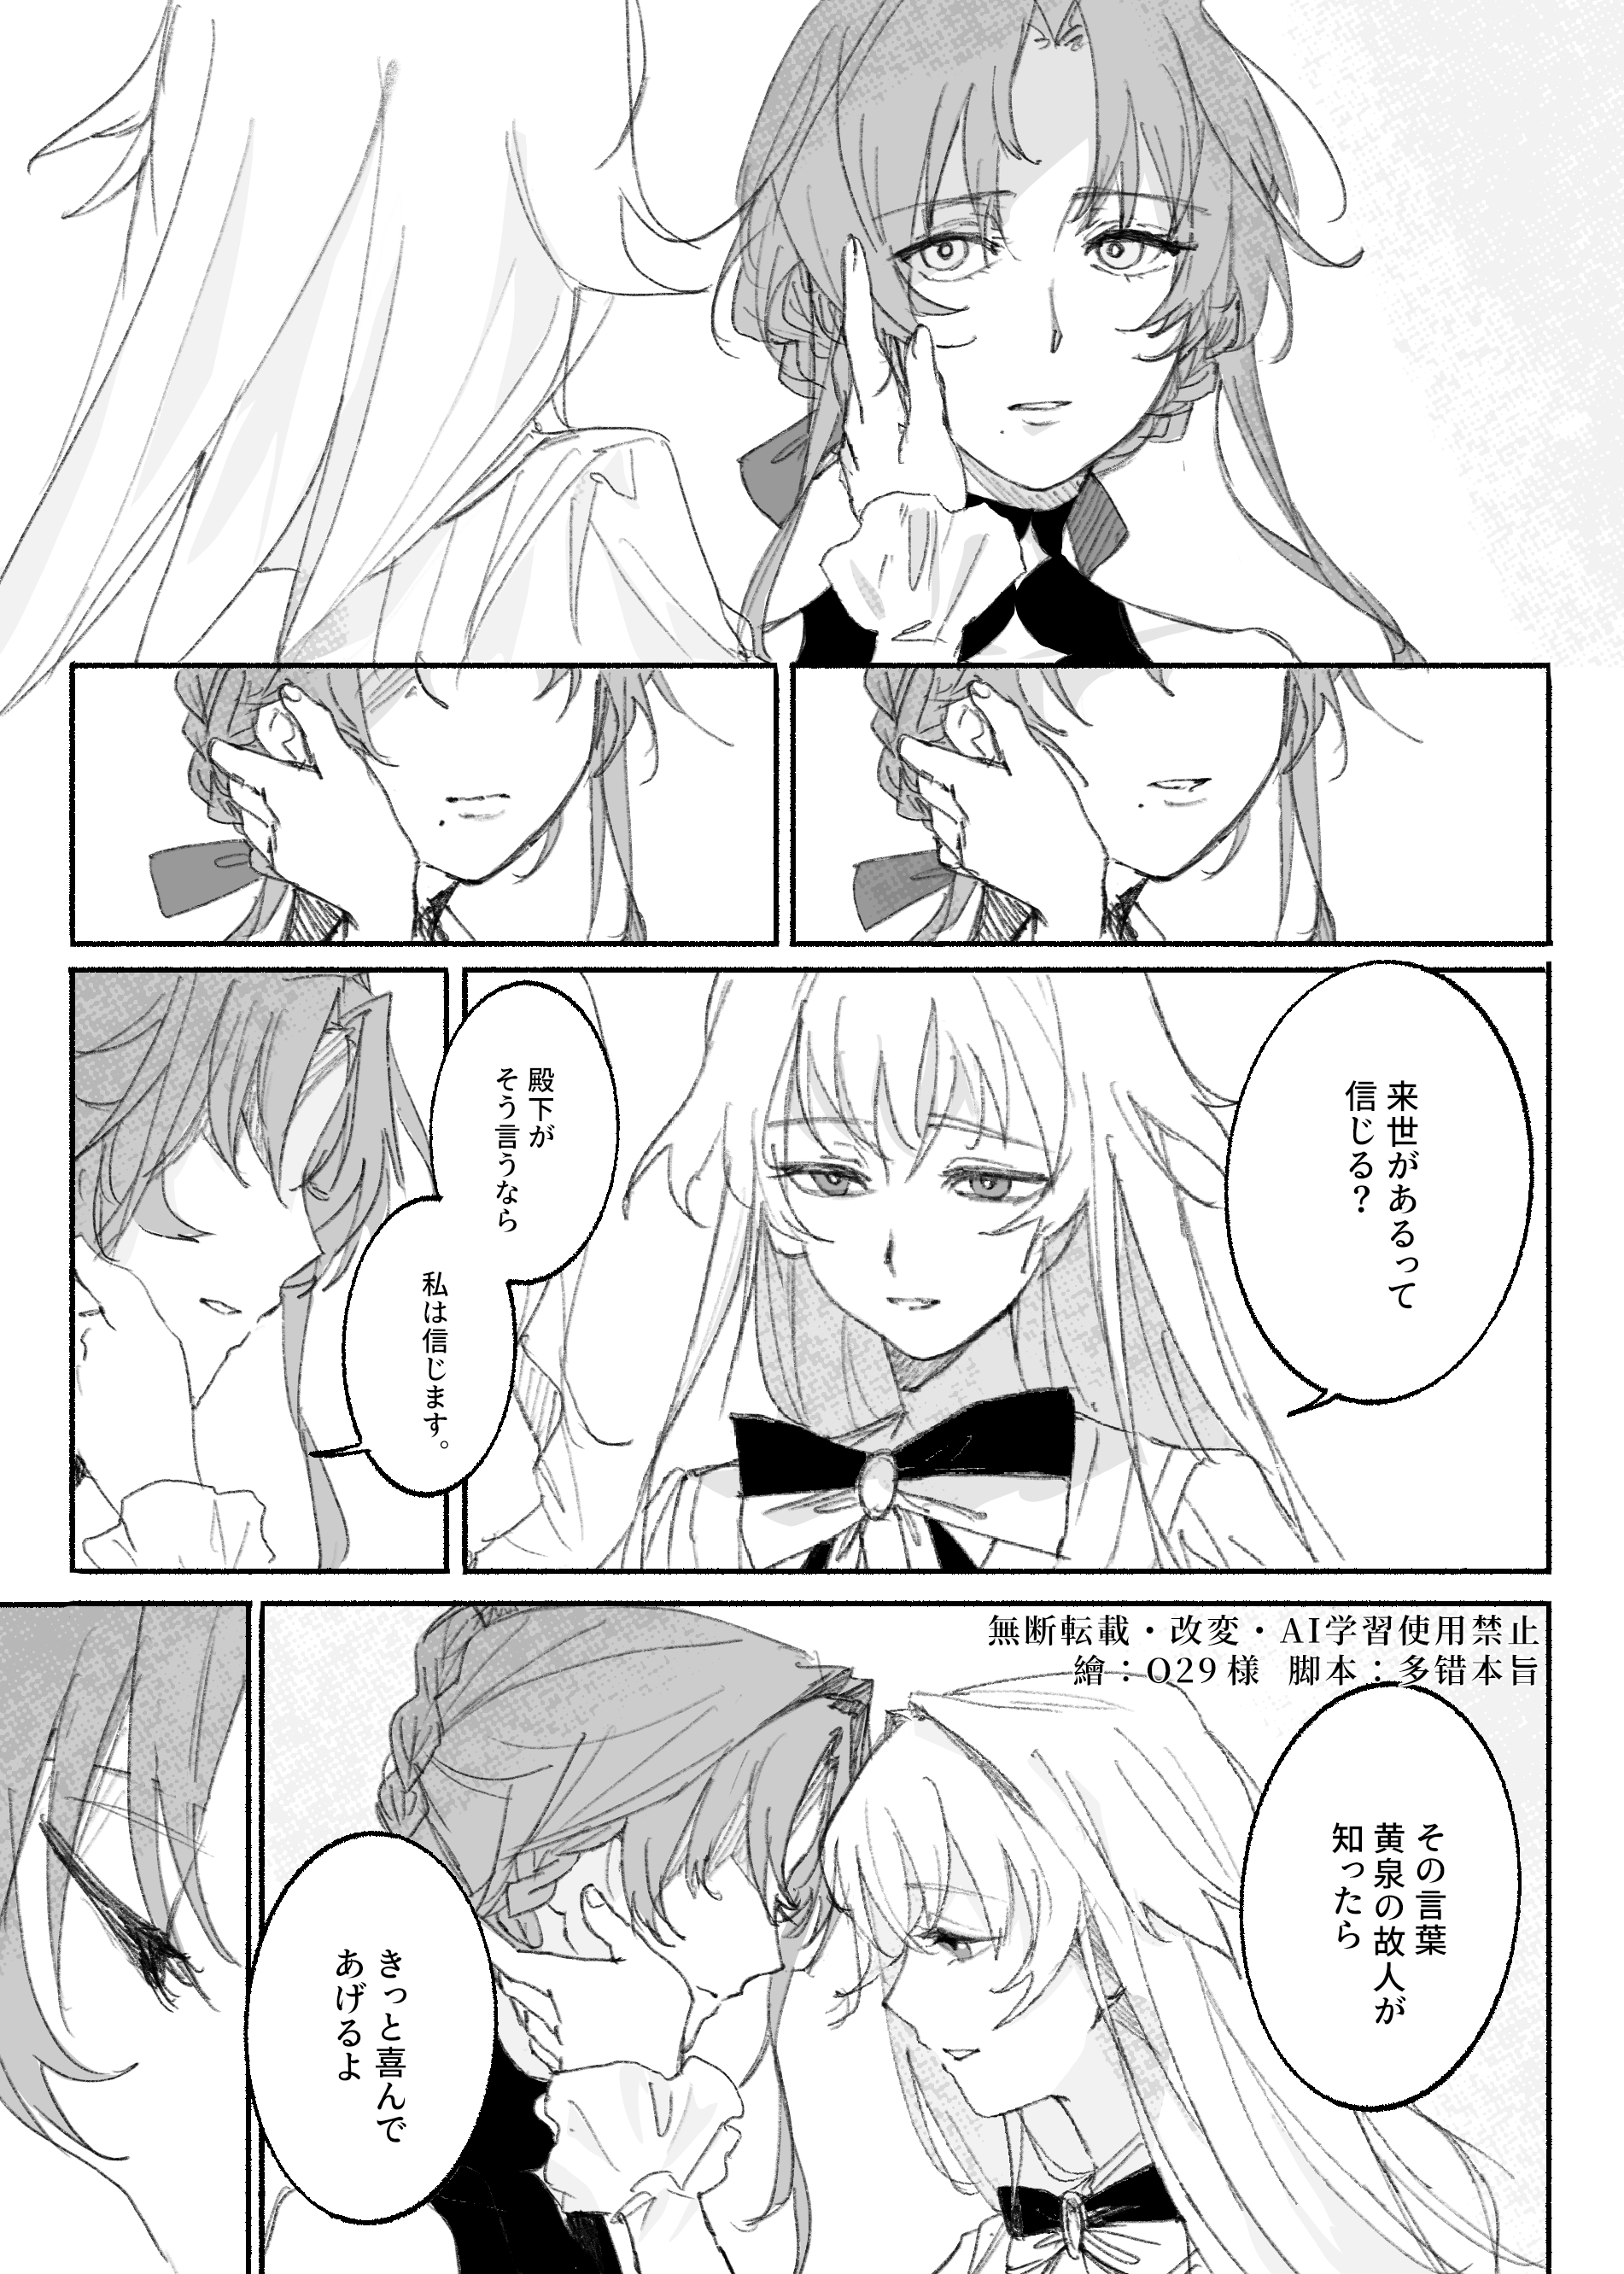 来世があるって
信じる？
殿下が
そう言うなら
私は信じます。
無断転載・改変・AI学習使用禁止
繪：O29様 脚本：多错本旨
その言葉
黄泉の故人が
知ったら
きっと喜んで
あげるよ